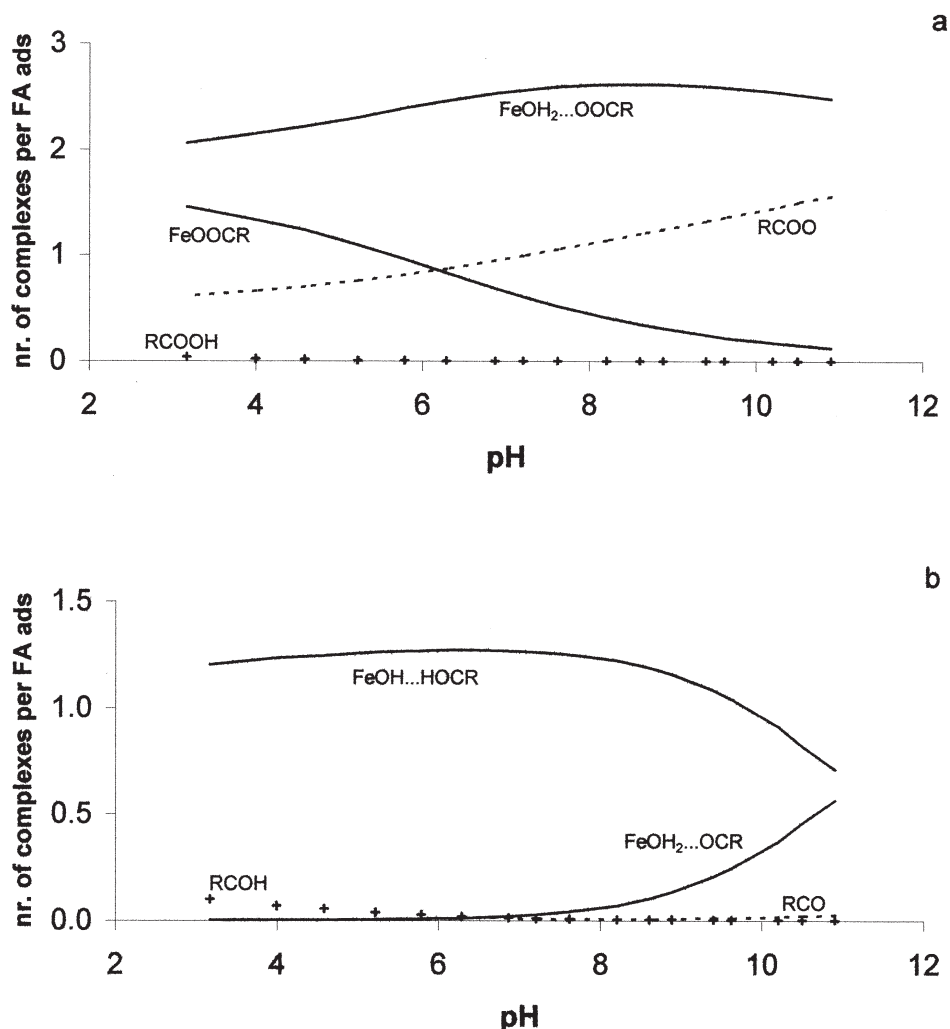 a
nr. of complexes per FA ads
3
2
1
0
FeOH2...OOCR
FeOOCR
RCOO
RCOOH
2 4 6 8 10 12
pH
b
nr. of complexes per FA ads
1.5
1.0
0.5
0.0
FeOH...HOCR
FeOH2...OCR
RCOH
RCO
2 4 6 8 10 12
pH